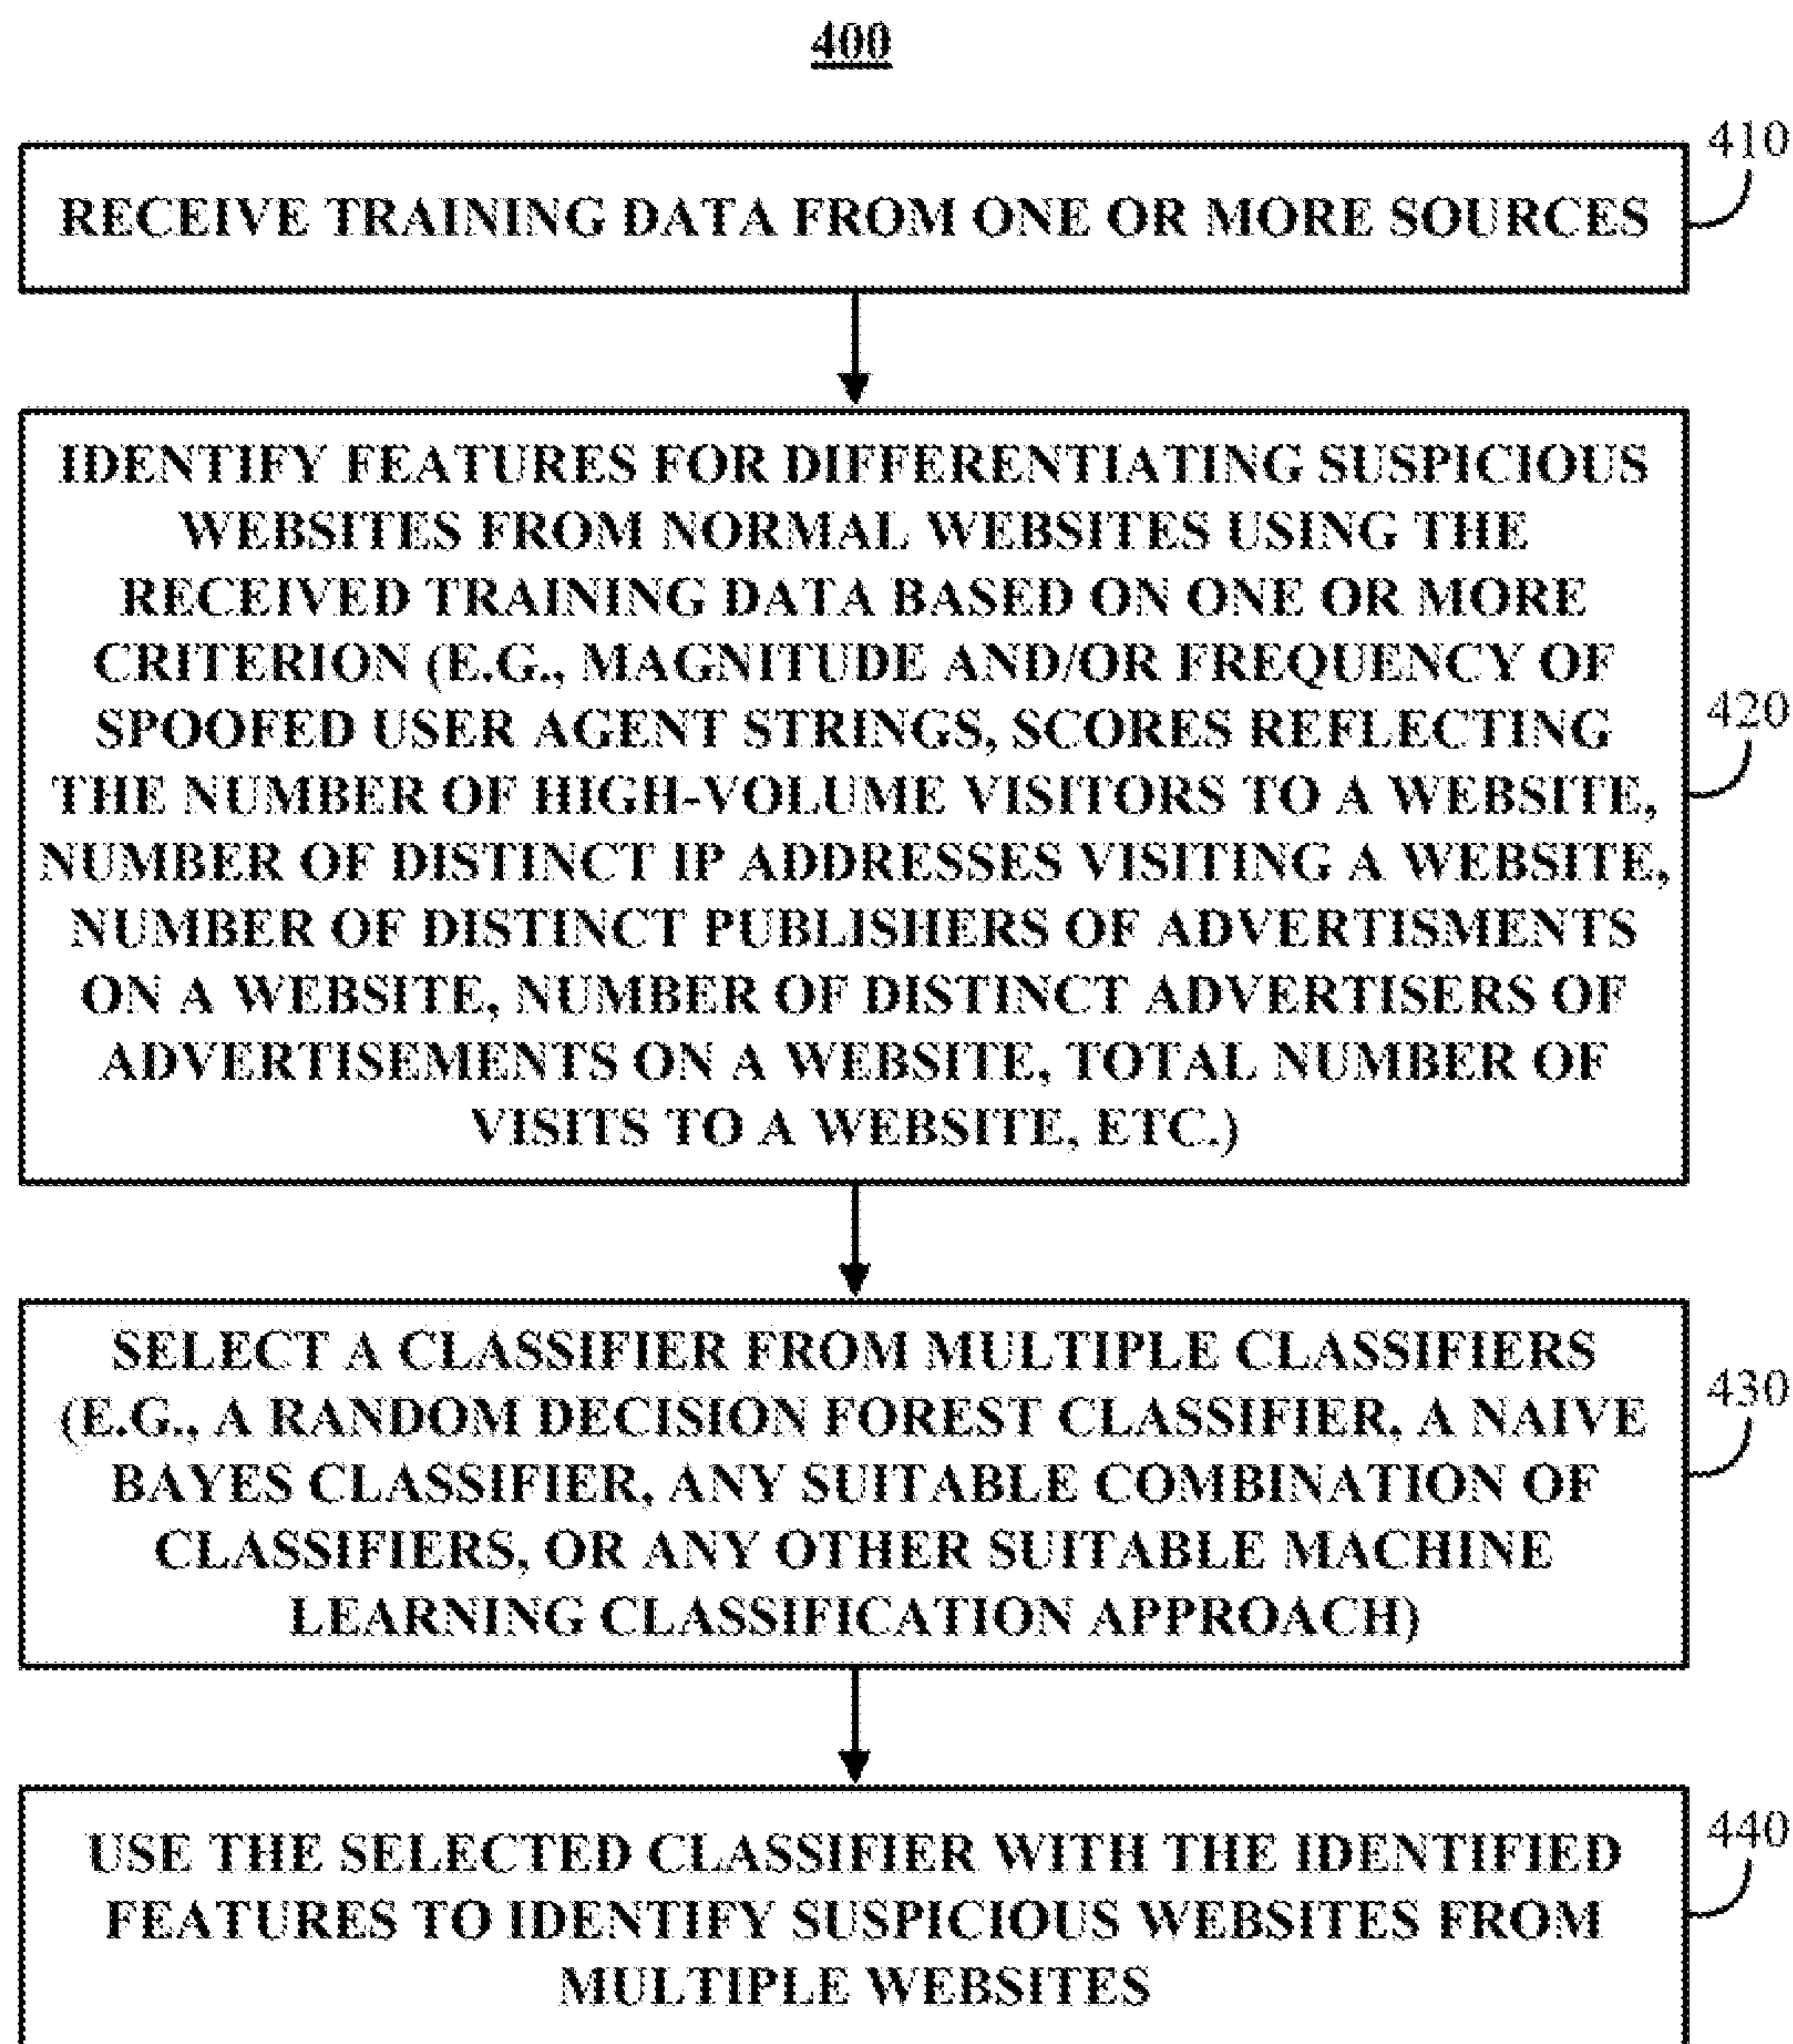 400
410
RECEIVE TRAINING DATA FROM ONE OR MORE SOURCES
IDENTIFY FEATURES FOR DIFFERENTIATING SUSPICIOUS
WEBSITES FROM NORMAL WEBSITES USING THE
RECEIVED TRAINING DATA BASED ON ONE OR MORE
CRITERION (E.G., MAGNITUDE AND/OR FREQUENCY OF
SPOOFED USER AGENT STRINGS, SCORES REFLECTING
420
THE NUMBER OF HIGH-VOLUME VISITORS TO A WEBSITE,
NUMBER OF DISTINCT IP ADDRESSES VISITING A WEBSITE,
NUMBER OF DISTINCT PUBLISHERS OF ADVERTISMENTS
ON A WEBSITE, NUMBER OF DISTINCT ADVERTISERS OF
ADVERTISEMENTS ON A WEBSITE, TOTAL NUMBER OF
VISITS TO A WEBSITE, ETC.)
SELECT A CLASSIFIER FROM MULTIPLE CLASSIFIERS
430
(E.G., A RANDOM DECISION FOREST CLASSIFIER, A NAIVE
BAYES CLASSIFIER, ANY SUITABLE COMBINATION OF
CLASSIFIERS, OR ANY OTHER SUITABLE MACHINE
LEARNING CLASSIFICATION APPROACH)
440
USE THE SELECTED CLASSIFIER WITH THE IDENTIFIED
FEATURES TO IDENTIFY SUSPICIOUS WEBSITES FROM
MULTIPLE WEBSITES